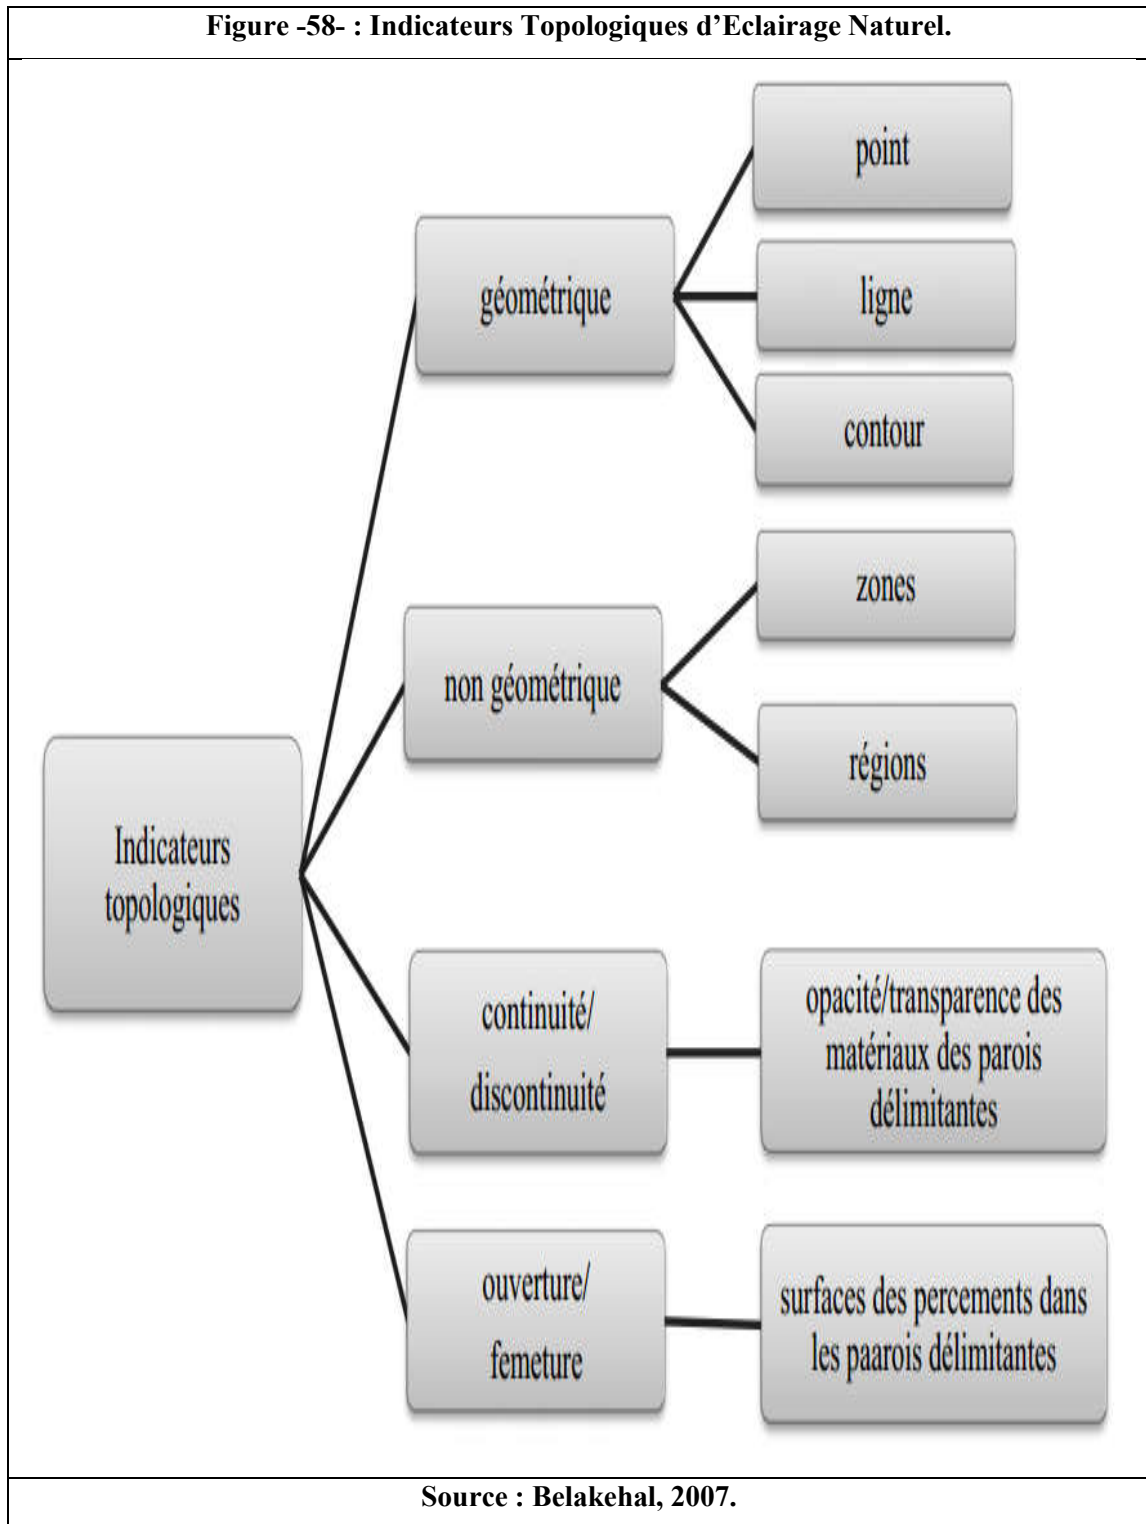 Figure -58- : Indicateurs Topologiques d’Eclairage Naturel.
point
géométrique
ligne
contour
zones
non géométrique
régions
Indicateurs
topologiques
continuité/
discontinuité
opacité/transparence des
matériaux des parois
délimitantes
ouverture/
femeture
surfaces des percements dans
les paarois délimitantes
Source : Belakehal, 2007.